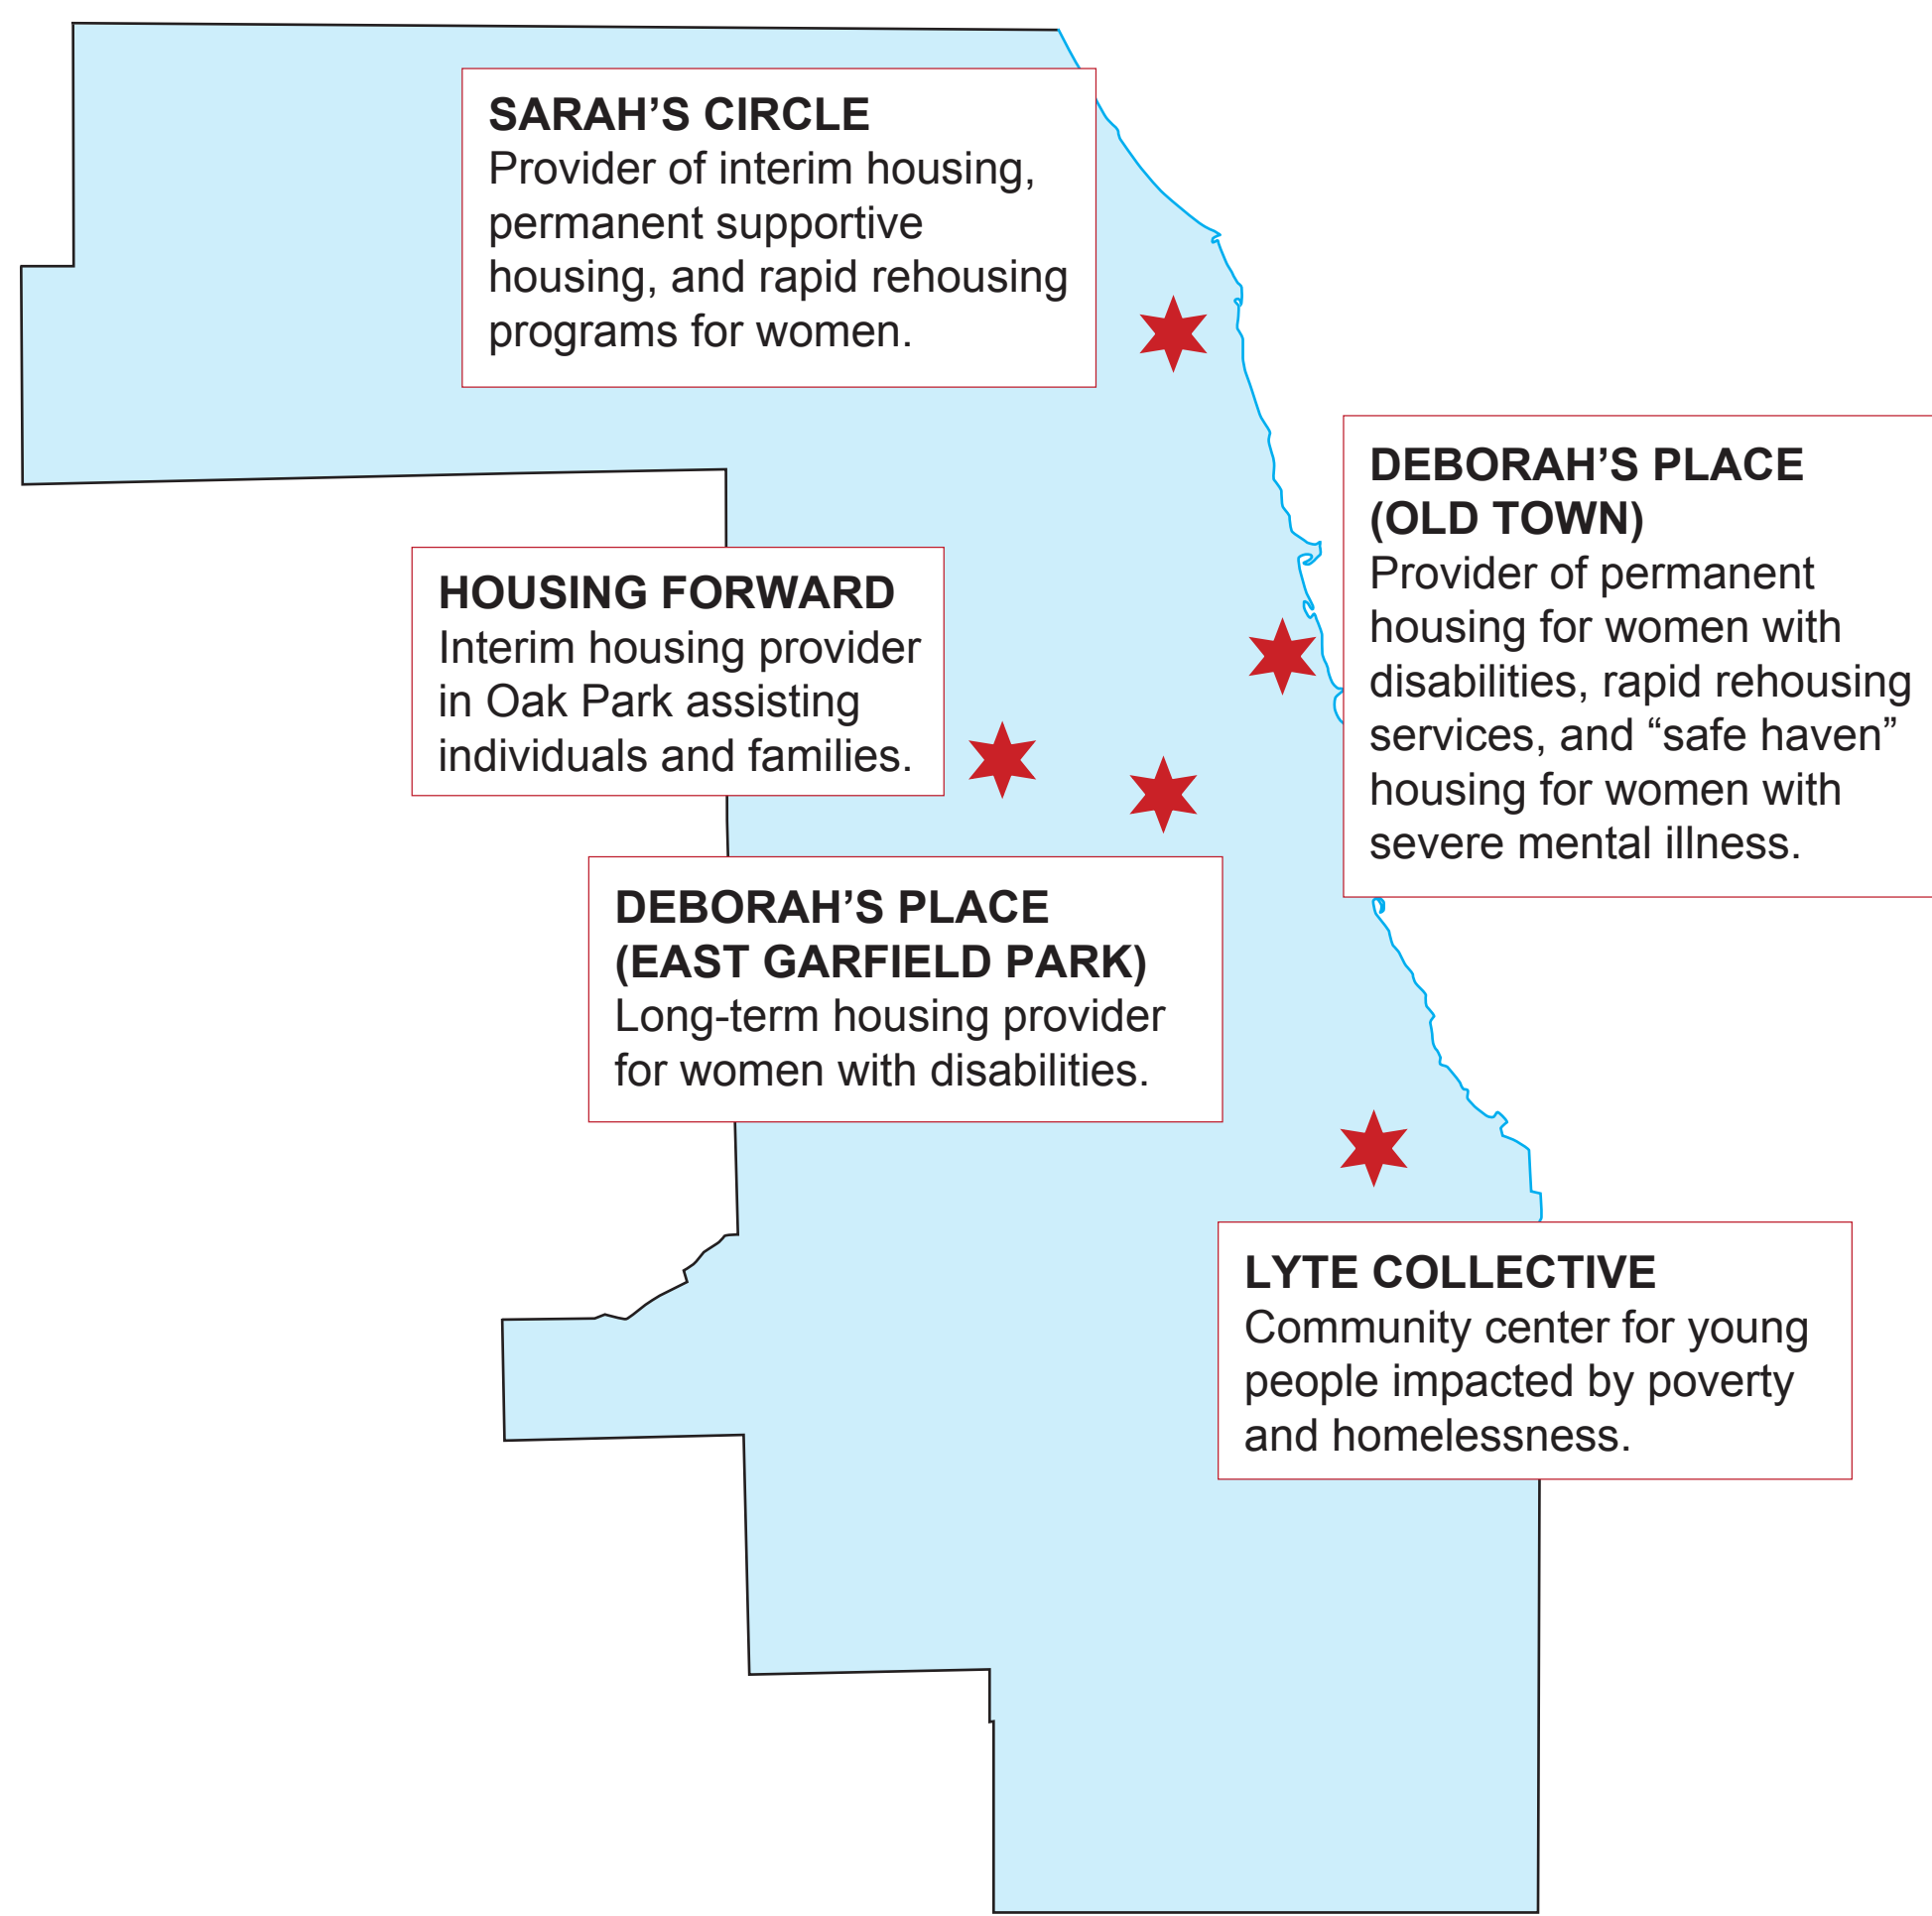 SARAH’S CIRCLE
Provider of interim housing,
permanent supportive
housing, and rapid rehousing
programs for women.
DEBORAH’S PLACE
(OLD TOWN)
Provider of permanent
housing for women with
disabilities, rapid rehousing
services, and “safe haven”
housing for women with
severe mental illness.
HOUSING FORWARD
Interim housing provider
in Oak Park assisting
individuals and families.
DEBORAH’S PLACE
(EAST GARFIELD PARK)
Long-term housing provider
for women with disabilities.
LYTE COLLECTIVE
Community center for young
people impacted by poverty
and homelessness.